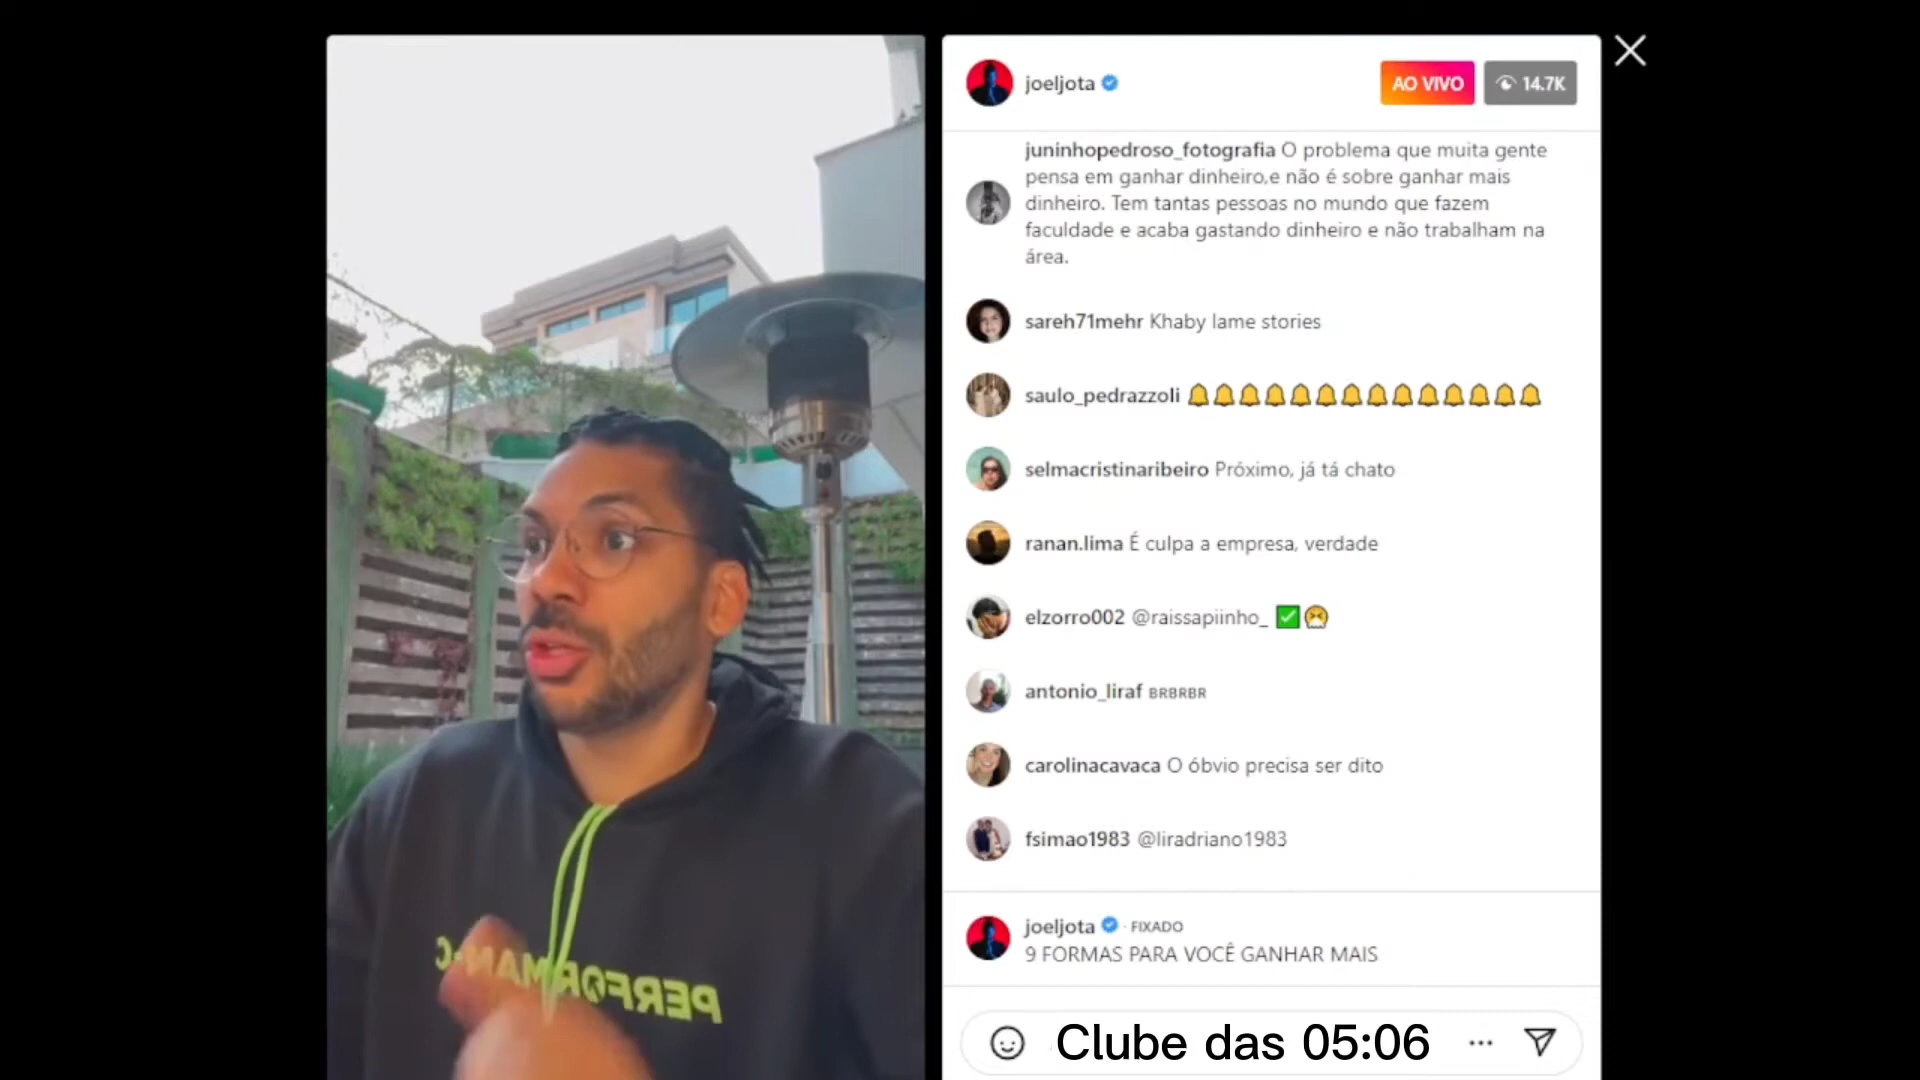 joeljota
AO VIVO
14.7K
juninhopedroso_fotografia O problema que muita gente
pensa em ganhar dinheiro,e não é sobre ganhar mais
dinheiro. Tem tantas pessoas no mundo que fazem
faculdade e acaba gastando dinheiro e não trabalham na
área.
sareh71mehr Khaby lame stories
saulo_pedrazzoli 🔔🔔🔔🔔🔔🔔🔔🔔🔔🔔🔔🔔🔔🔔
selmacristinaribeiro Próximo, já tá chato
ranan.lima É culpa a empresa, verdade
elzorro002 @raissapiinho_ ✅😷
antonio_liraf BRBRBR
carolinacavaca O óbvio precisa ser dito
fsimao1983 @liradriano1983
joeljota · FIXADO
9 FORMAS PARA VOCÊ GANHAR MAIS
Clube das 05:06